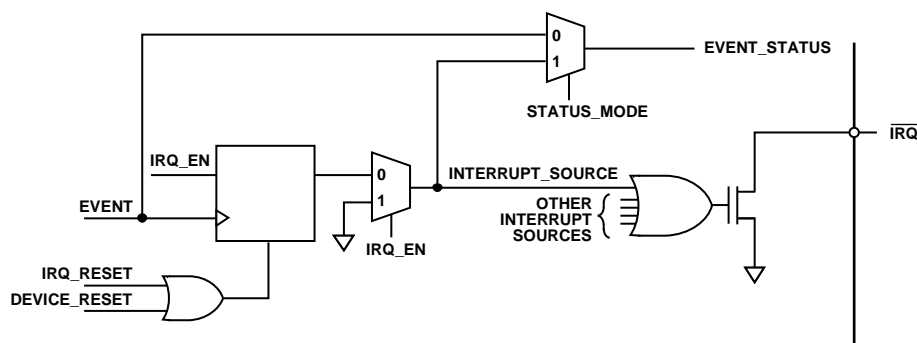 0
EVENT_STATUS
1
STATUS_MODE
IRQ
IRQ_EN
0
INTERRUPT_SOURCE
1
OTHER
INTERRUPT
SOURCES
EVENT
IRQ_EN
IRQ_RESET
DEVICE_RESET